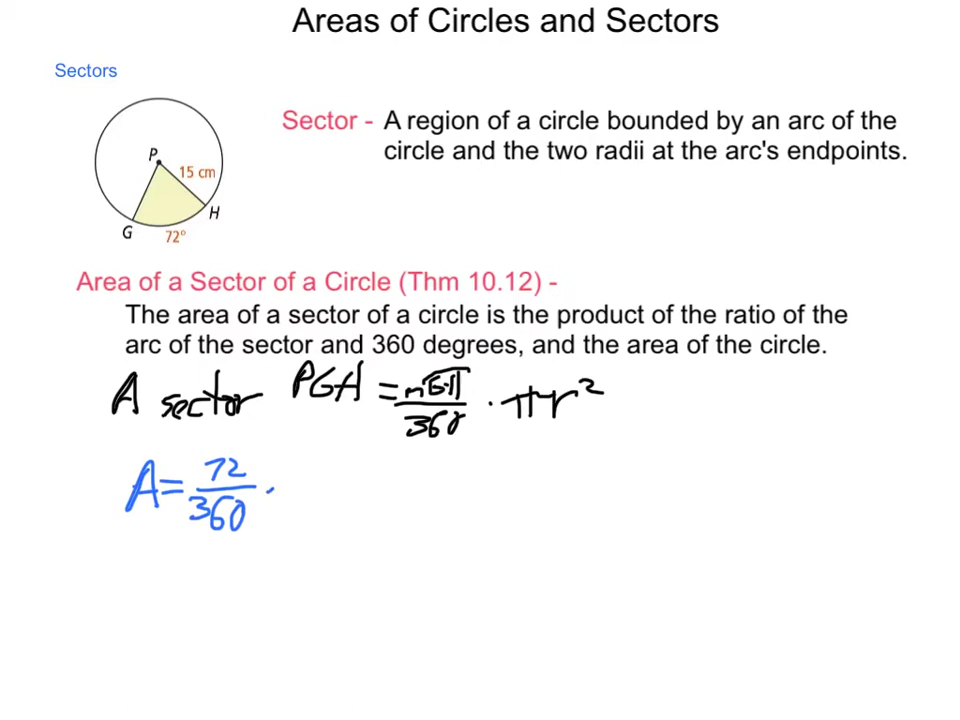 Areas of Circles and Sectors
Sectors
Sector - A region of a circle bounded by an arc of the
circle and the two radii at the arc's endpoints.
P
15 cm
H
G
72°
Area of a Sector of a Circle (Thm 10.12) -
The area of a sector of a circle is the product of the ratio of the
arc of the sector and 360 degrees, and the area of the circle.
A sector PGH = mGH/360 · πr²
A = 72/360 ·